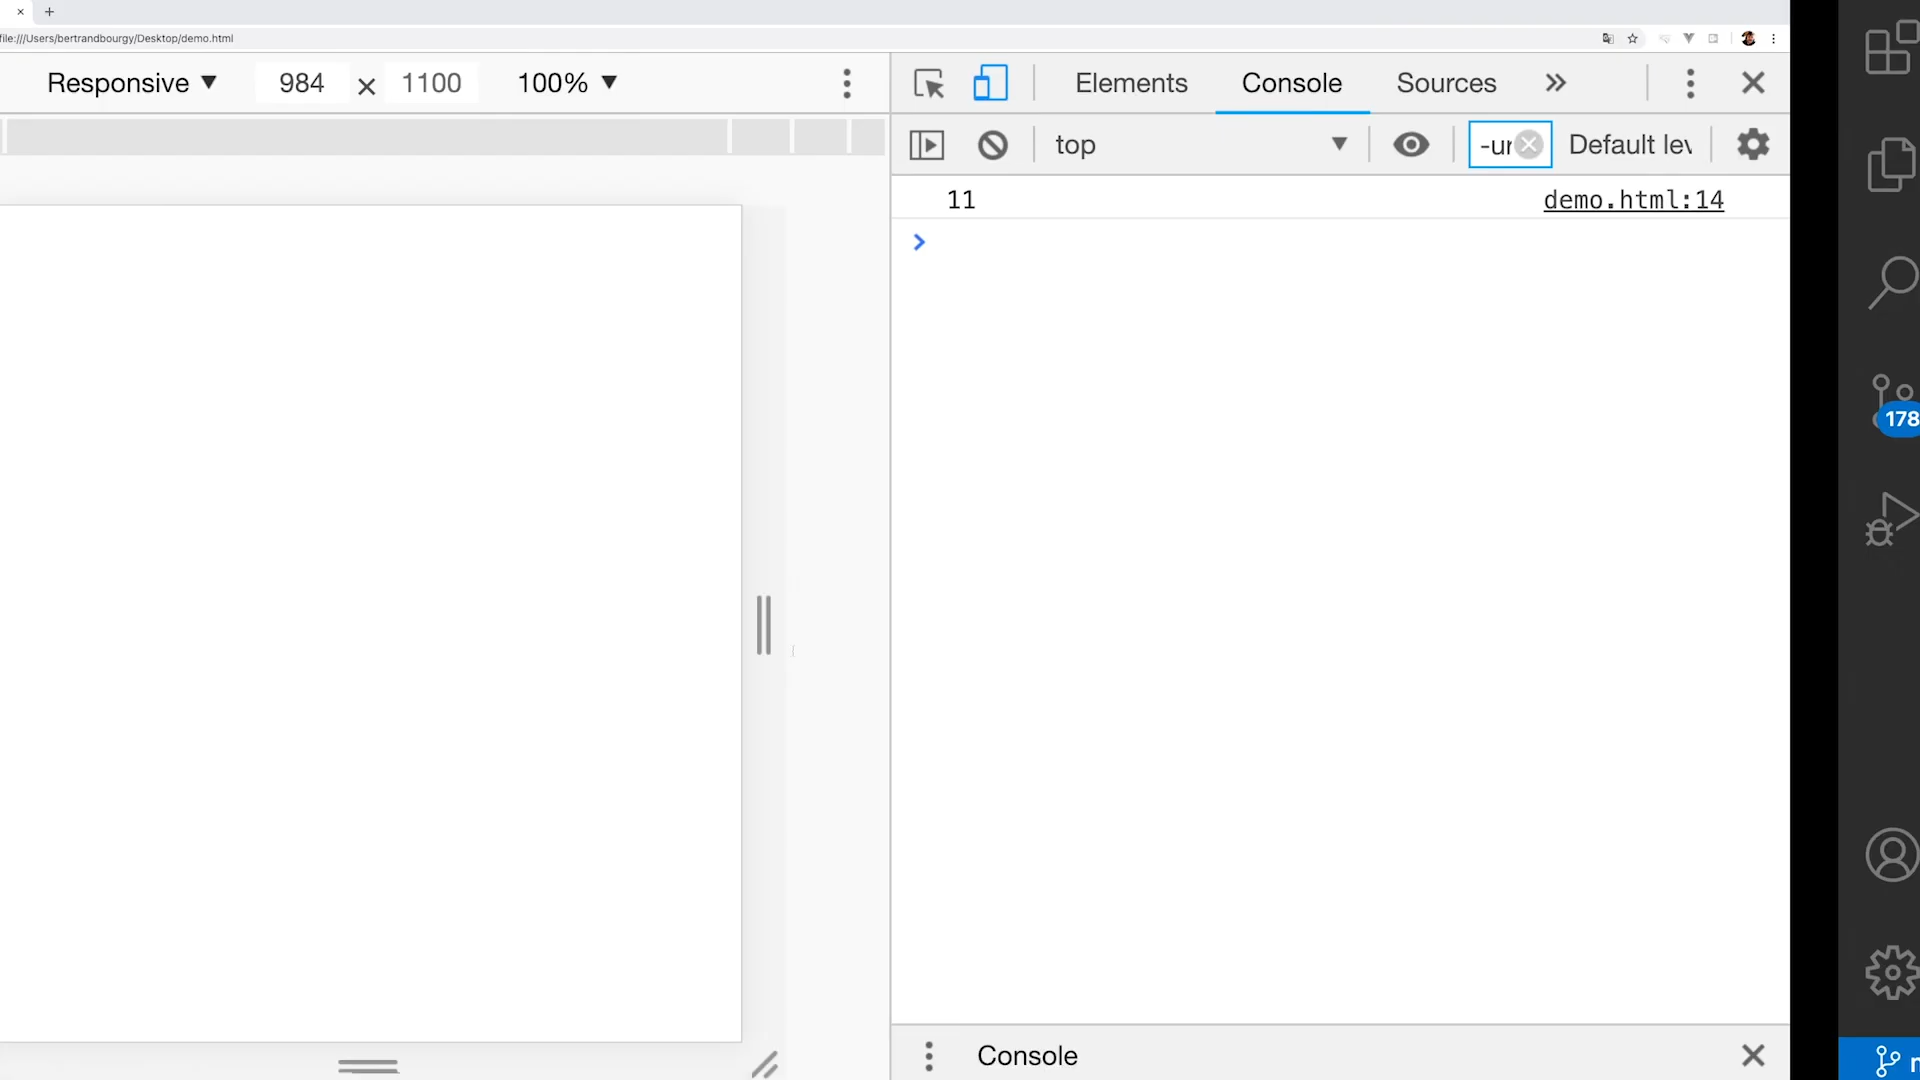 file:///Users/bertrandbourgy/Desktop/demo.html
Responsive 984 1100 100%
Elements Console Sources
top -ur Default lev
11 demo.html:14
178
Console